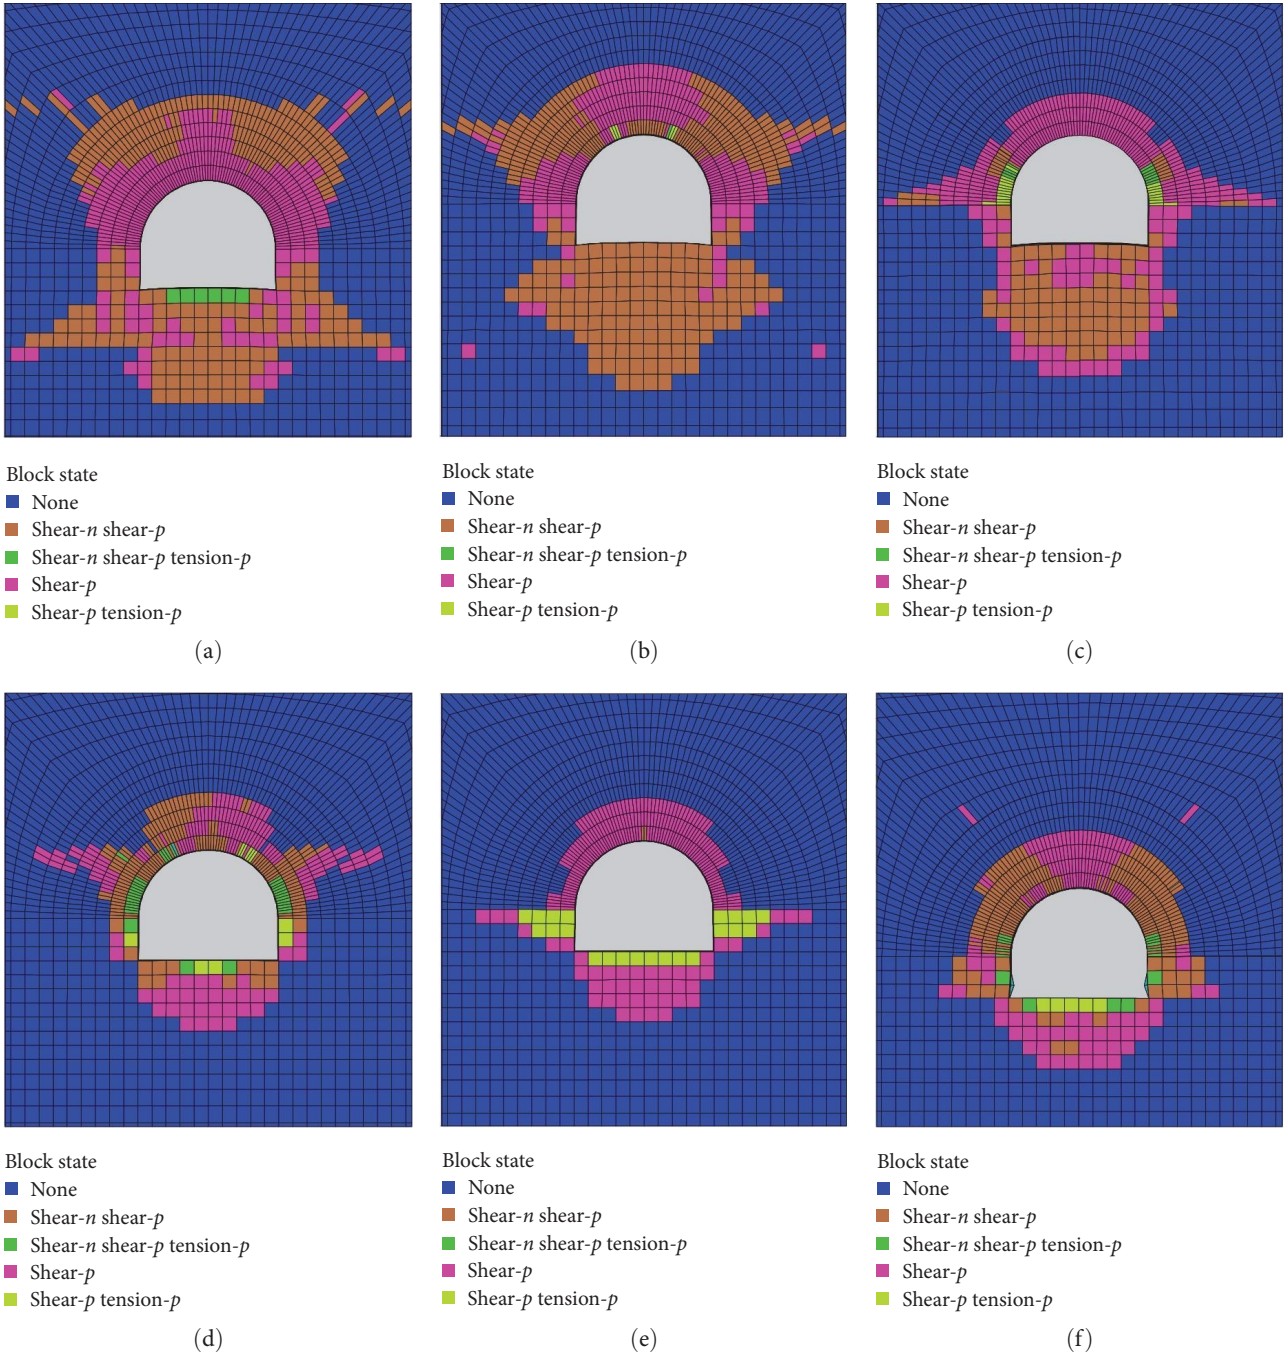 Block state
None
Shear-n shear-p
Shear-n shear-p tension-p
Shear-p
Shear-p tension-p
(a)
Block state
None
Shear-n shear-p
Shear-n shear-p tension-p
Shear-p
Shear-p tension-p
(b)
Block state
None
Shear-n shear-p
Shear-n shear-p tension-p
Shear-p
Shear-p tension-p
(c)
Block state
None
Shear-n shear-p
Shear-n shear-p tension-p
Shear-p
Shear-p tension-p
(d)
Block state
None
Shear-n shear-p
Shear-n shear-p tension-p
Shear-p
Shear-p tension-p
(e)
Block state
None
Shear-n shear-p
Shear-n shear-p tension-p
Shear-p
Shear-p tension-p
(f)